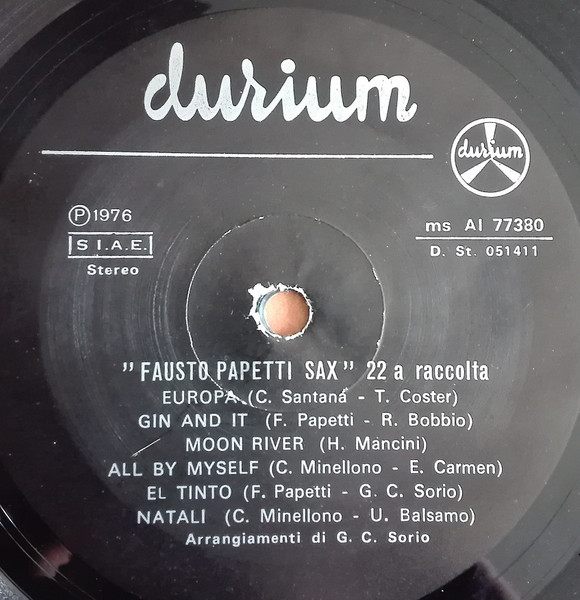 durium
durium
Ⓟ1976
S I.A.E.
Stereo
ms AI 77380
D. St. 051411
"FAUSTO PAPETTI SAX" 22 a raccolta
EUROPA (C. Santana - T. Coster)
GIN AND IT (F. Papetti - R. Bobbio)
MOON RIVER (H. Mancini)
ALL BY MYSELF (C. Minellono - E. Carmen)
EL TINTO (F. Papetti - G. C. Sorio)
NATALI (C. Minellono - U. Balsamo)
Arrangiamenti di G. C. Sorio